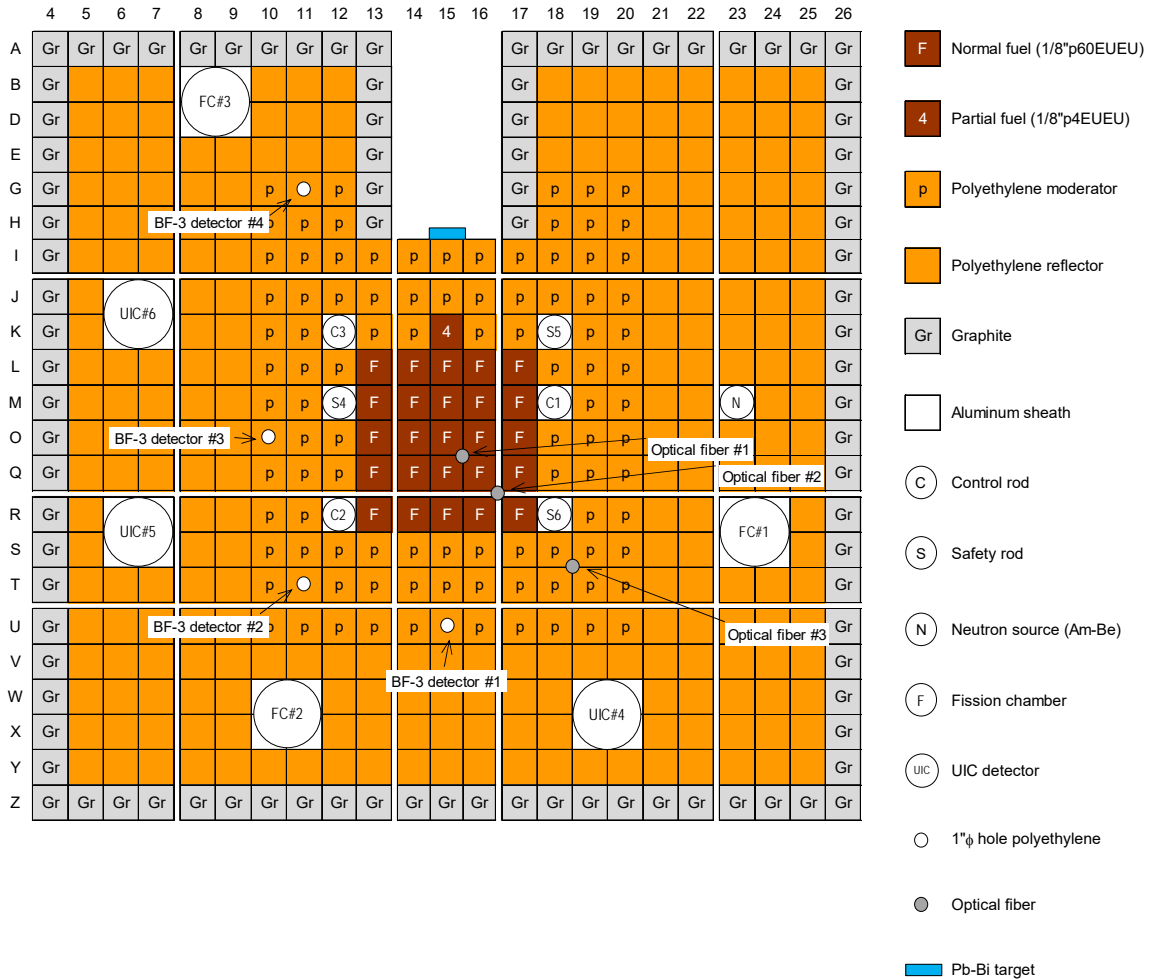 4 5 6 7 8 9 10 11 12 13 14 15 16 17 18 19 20 21 22 23 24 25 26
A Gr Gr Gr Gr Gr Gr Gr Gr Gr Gr Gr Gr Gr Gr Gr Gr Gr Gr Gr Gr
B Gr Gr Gr Gr
FC#3
D Gr Gr Gr Gr
E Gr Gr Gr Gr
G Gr p p Gr Gr p p p Gr
BF-3 detector #4
H Gr p p p Gr Gr p p p Gr
I Gr p p p p p p p p p p p Gr
J Gr p p p p p p p p p p p Gr
UIC#6
K Gr p p C3 p p 4 p p S5 p p Gr
L Gr p p p F F F F F p p p Gr
M Gr p p S4 F F F F F C1 p p N Gr
O Gr p p F F F F F p p p Gr
BF-3 detector #3
Optical fiber #1
Q Gr p p p F F F F F p p p Gr
Optical fiber #2
R Gr p p C2 F F F F F S6 p p Gr
UIC#5
FC#1
S Gr p p p p p p p p p p p Gr
T Gr p p p p p p p p p p Gr
U Gr p p p p p p p p p p Gr
BF-3 detector #2
Optical fiber #3
V Gr Gr
BF-3 detector #1
W Gr Gr
FC#2
UIC#4
X Gr Gr
Y Gr Gr
Z Gr Gr Gr Gr Gr Gr Gr Gr Gr Gr Gr Gr Gr Gr Gr Gr Gr Gr Gr Gr Gr Gr Gr
F Normal fuel (1/8"p60EUEU)
4 Partial fuel (1/8"p4EUEU)
p Polyethylene moderator
Polyethylene reflector
Gr Graphite
Aluminum sheath
C Control rod
S Safety rod
N Neutron source (Am-Be)
F Fission chamber
UIC UIC detector
1"ϕ hole polyethylene
Optical fiber
Pb-Bi target